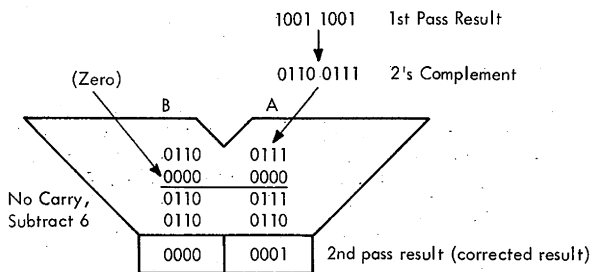 1001 1001 1st Pass Result
(Zero) 0110 0111 2's Complement
B A
0110 0111
0000 0000
No Carry, 0110 0111
Subtract 6 0110 0110
0000 0001 2nd pass result (corrected result)